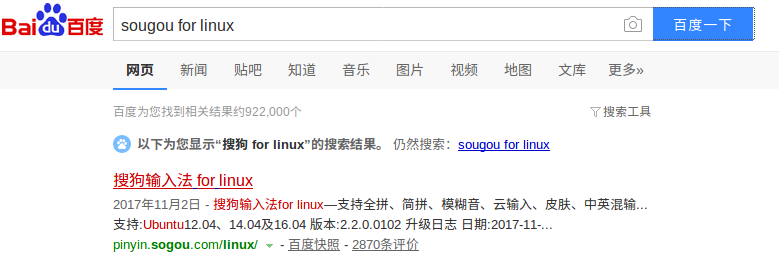 Baidu百度 sougou for linux 百度一下
网页 新闻 贴吧 知道 音乐 图片 视频 地图 文库 更多»
百度为您找到相关结果约922,000个 搜索工具
以下为您显示“搜狗 for linux”的搜索结果。 仍然搜索：sougou for linux
搜狗输入法 for linux
2017年11月2日 - 搜狗输入法for linux—支持全拼、简拼、模糊音、云输入、皮肤、中英混输...
支持:Ubuntu12.04、14.04及16.04 版本:2.2.0.0102 升级日志 日期:2017-11-...
pinyin.sogou.com/linux/ - 百度快照 - 2870条评价